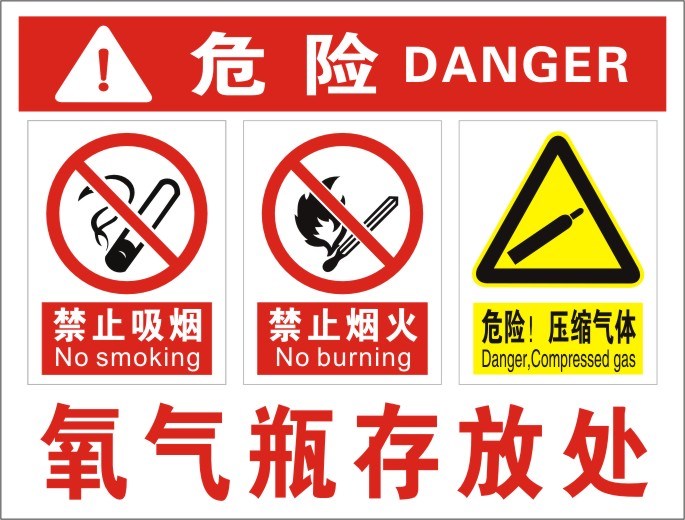 危险 DANGER
禁止吸烟
No smoking
禁止烟火
No burning
危险！压缩气体
Danger,Compressed gas
氧气瓶存放处